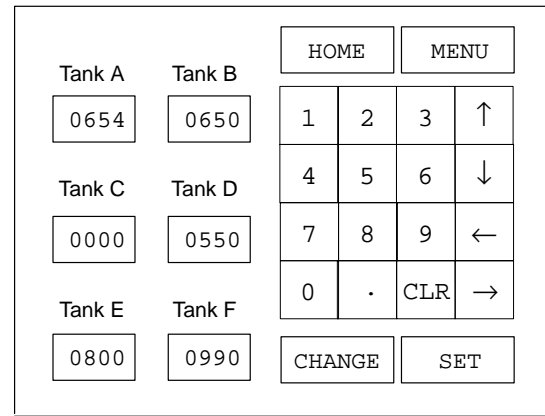 Tank A Tank B
0654 0650
Tank C Tank D
0000 0550
Tank E Tank F
0800 0990
HOME MENU
1 2 3 ↑
4 5 6 ↓
7 8 9 ←
0 . CLR →
CHANGE SET